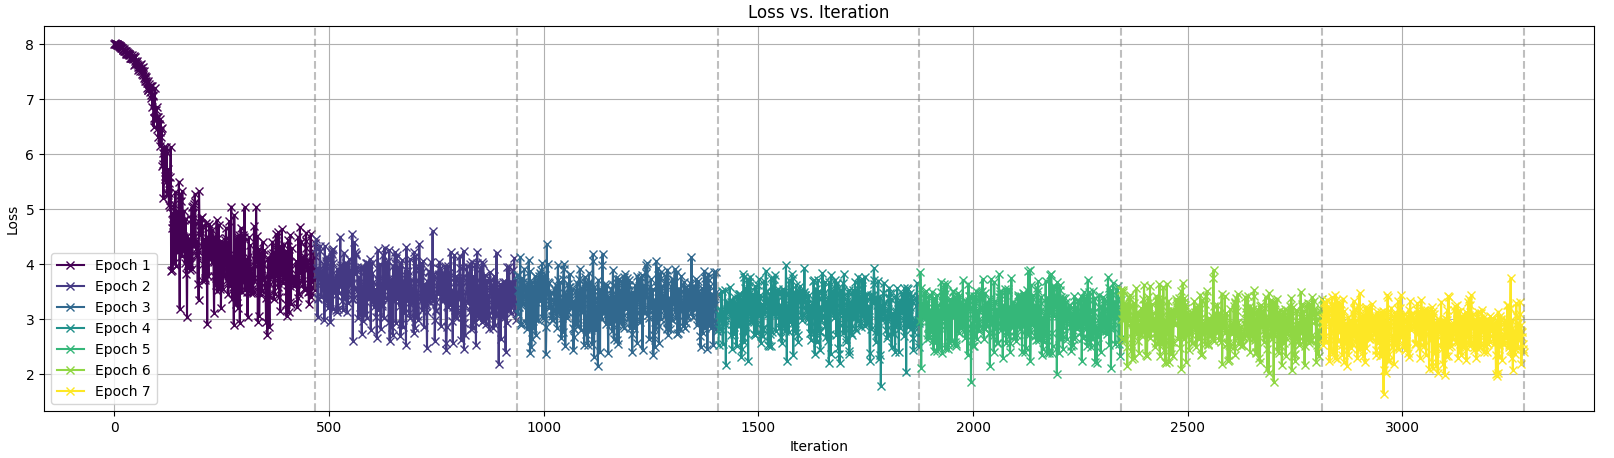 Loss vs. Iteration
8
7
6
5
4
3
2
Loss
Epoch 1
Epoch 2
Epoch 3
Epoch 4
Epoch 5
Epoch 6
Epoch 7
0 500 1000 1500 2000 2500 3000
Iteration